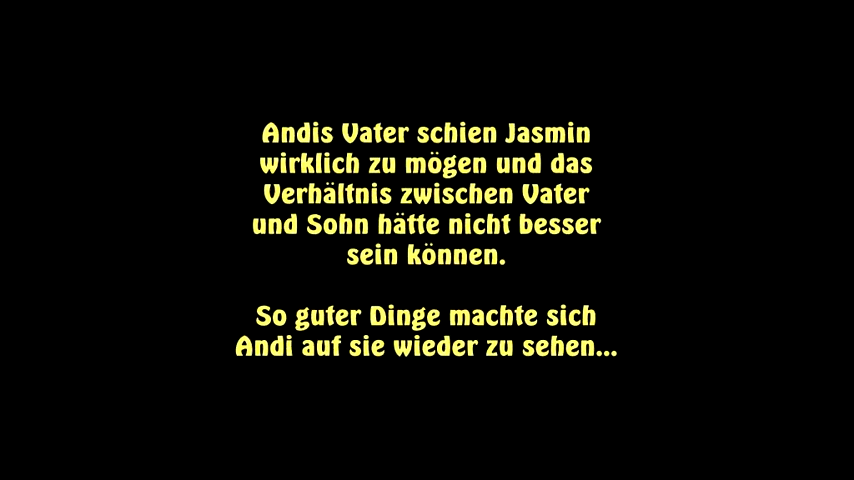 Andis Vater schien Jasmin
wirklich zu mögen und das
Verhältnis zwischen Vater
und Sohn hätte nicht besser
sein können.
So guter Dinge machte sich
Andi auf sie wieder zu sehen...